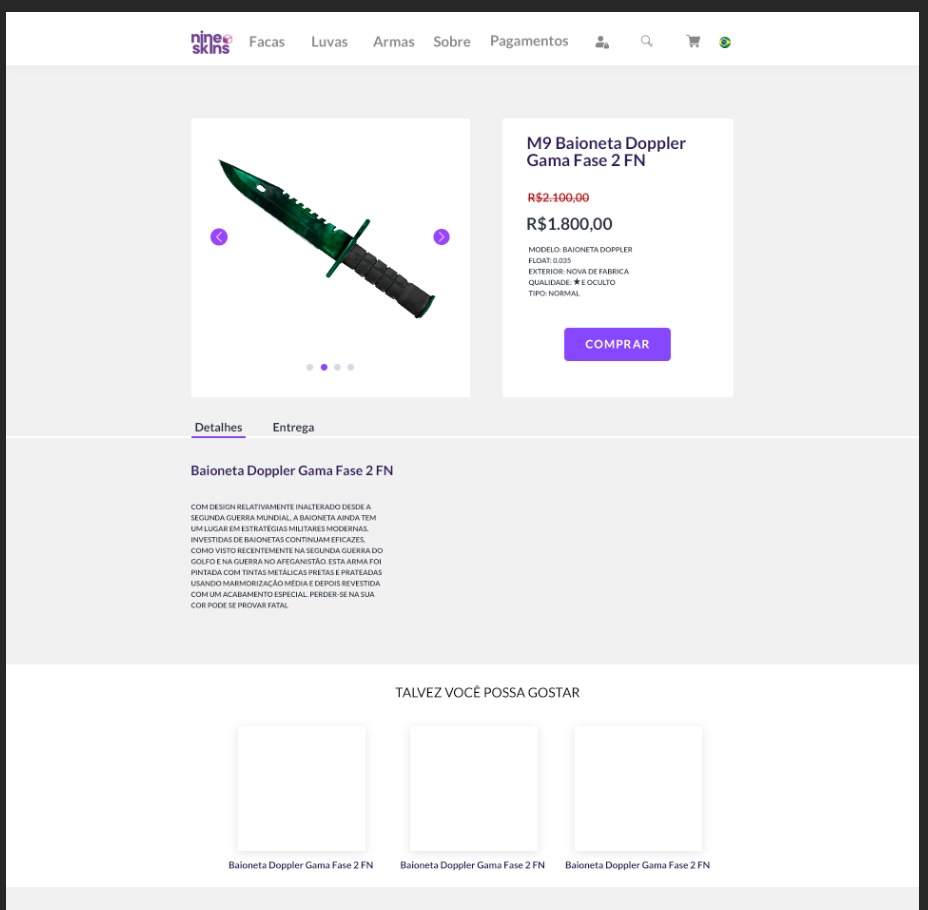 nine
skins
Facas Luvas Armas Sobre Pagamentos
M9 Baioneta Doppler
Gama Fase 2 FN
R$2.100,00
R$1.800,00
MODELO: BAIONETA DOPPLER
FLOAT: 0.035
EXTERIOR: NOVA DE FABRICA
QUALIDADE: ★ E OCULTO
TIPO: NORMAL
COMPRAR
Detalhes Entrega
Baioneta Doppler Gama Fase 2 FN
COM DESIGN RELATIVAMENTE INALTERADO DESDE A
SEGUNDA GUERRA MUNDIAL, A BAIONETA AINDA TEM
UM LUGAR EM ESTRATÉGIAS MILITARES MODERNAS.
INVESTIDAS DE BAIONETAS CONTINUAM EFICAZES,
COMO VISTO RECENTEMENTE NA SEGUNDA GUERRA DO
GOLFO E NA GUERRA NO AFEGANISTÃO. ESTA ARMA FOI
PINTADA COM TINTAS METÁLICAS PRETAS E PRATEADAS
USANDO MARMORIZAÇÃO MÉDIA E DEPOIS REVESTIDA
COM UM ACABAMENTO ESPECIAL. PERDER-SE NA SUA
COR PODE SE PROVAR FATAL
TALVEZ VOCÊ POSSA GOSTAR
Baioneta Doppler Gama Fase 2 FN Baioneta Doppler Gama Fase 2 FN Baioneta Doppler Gama Fase 2 FN